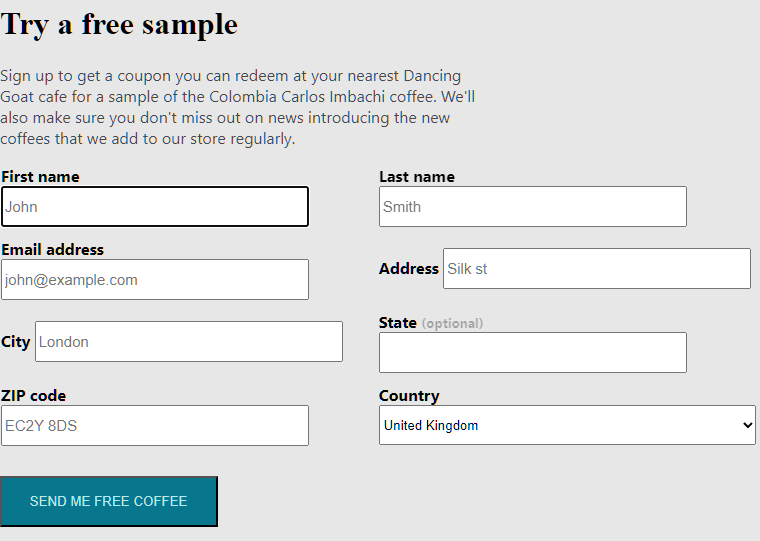 Try a free sample
Sign up to get a coupon you can redeem at your nearest Dancing
Goat cafe for a sample of the Colombia Carlos Imbachi coffee. We'll
also make sure you don't miss out on news introducing the new
coffees that we add to our store regularly.
First name
John
Last name
Smith
Email address
john@example.com
Address Silk st
City London
State (optional)
ZIP code
EC2Y 8DS
Country
United Kingdom
SEND ME FREE COFFEE